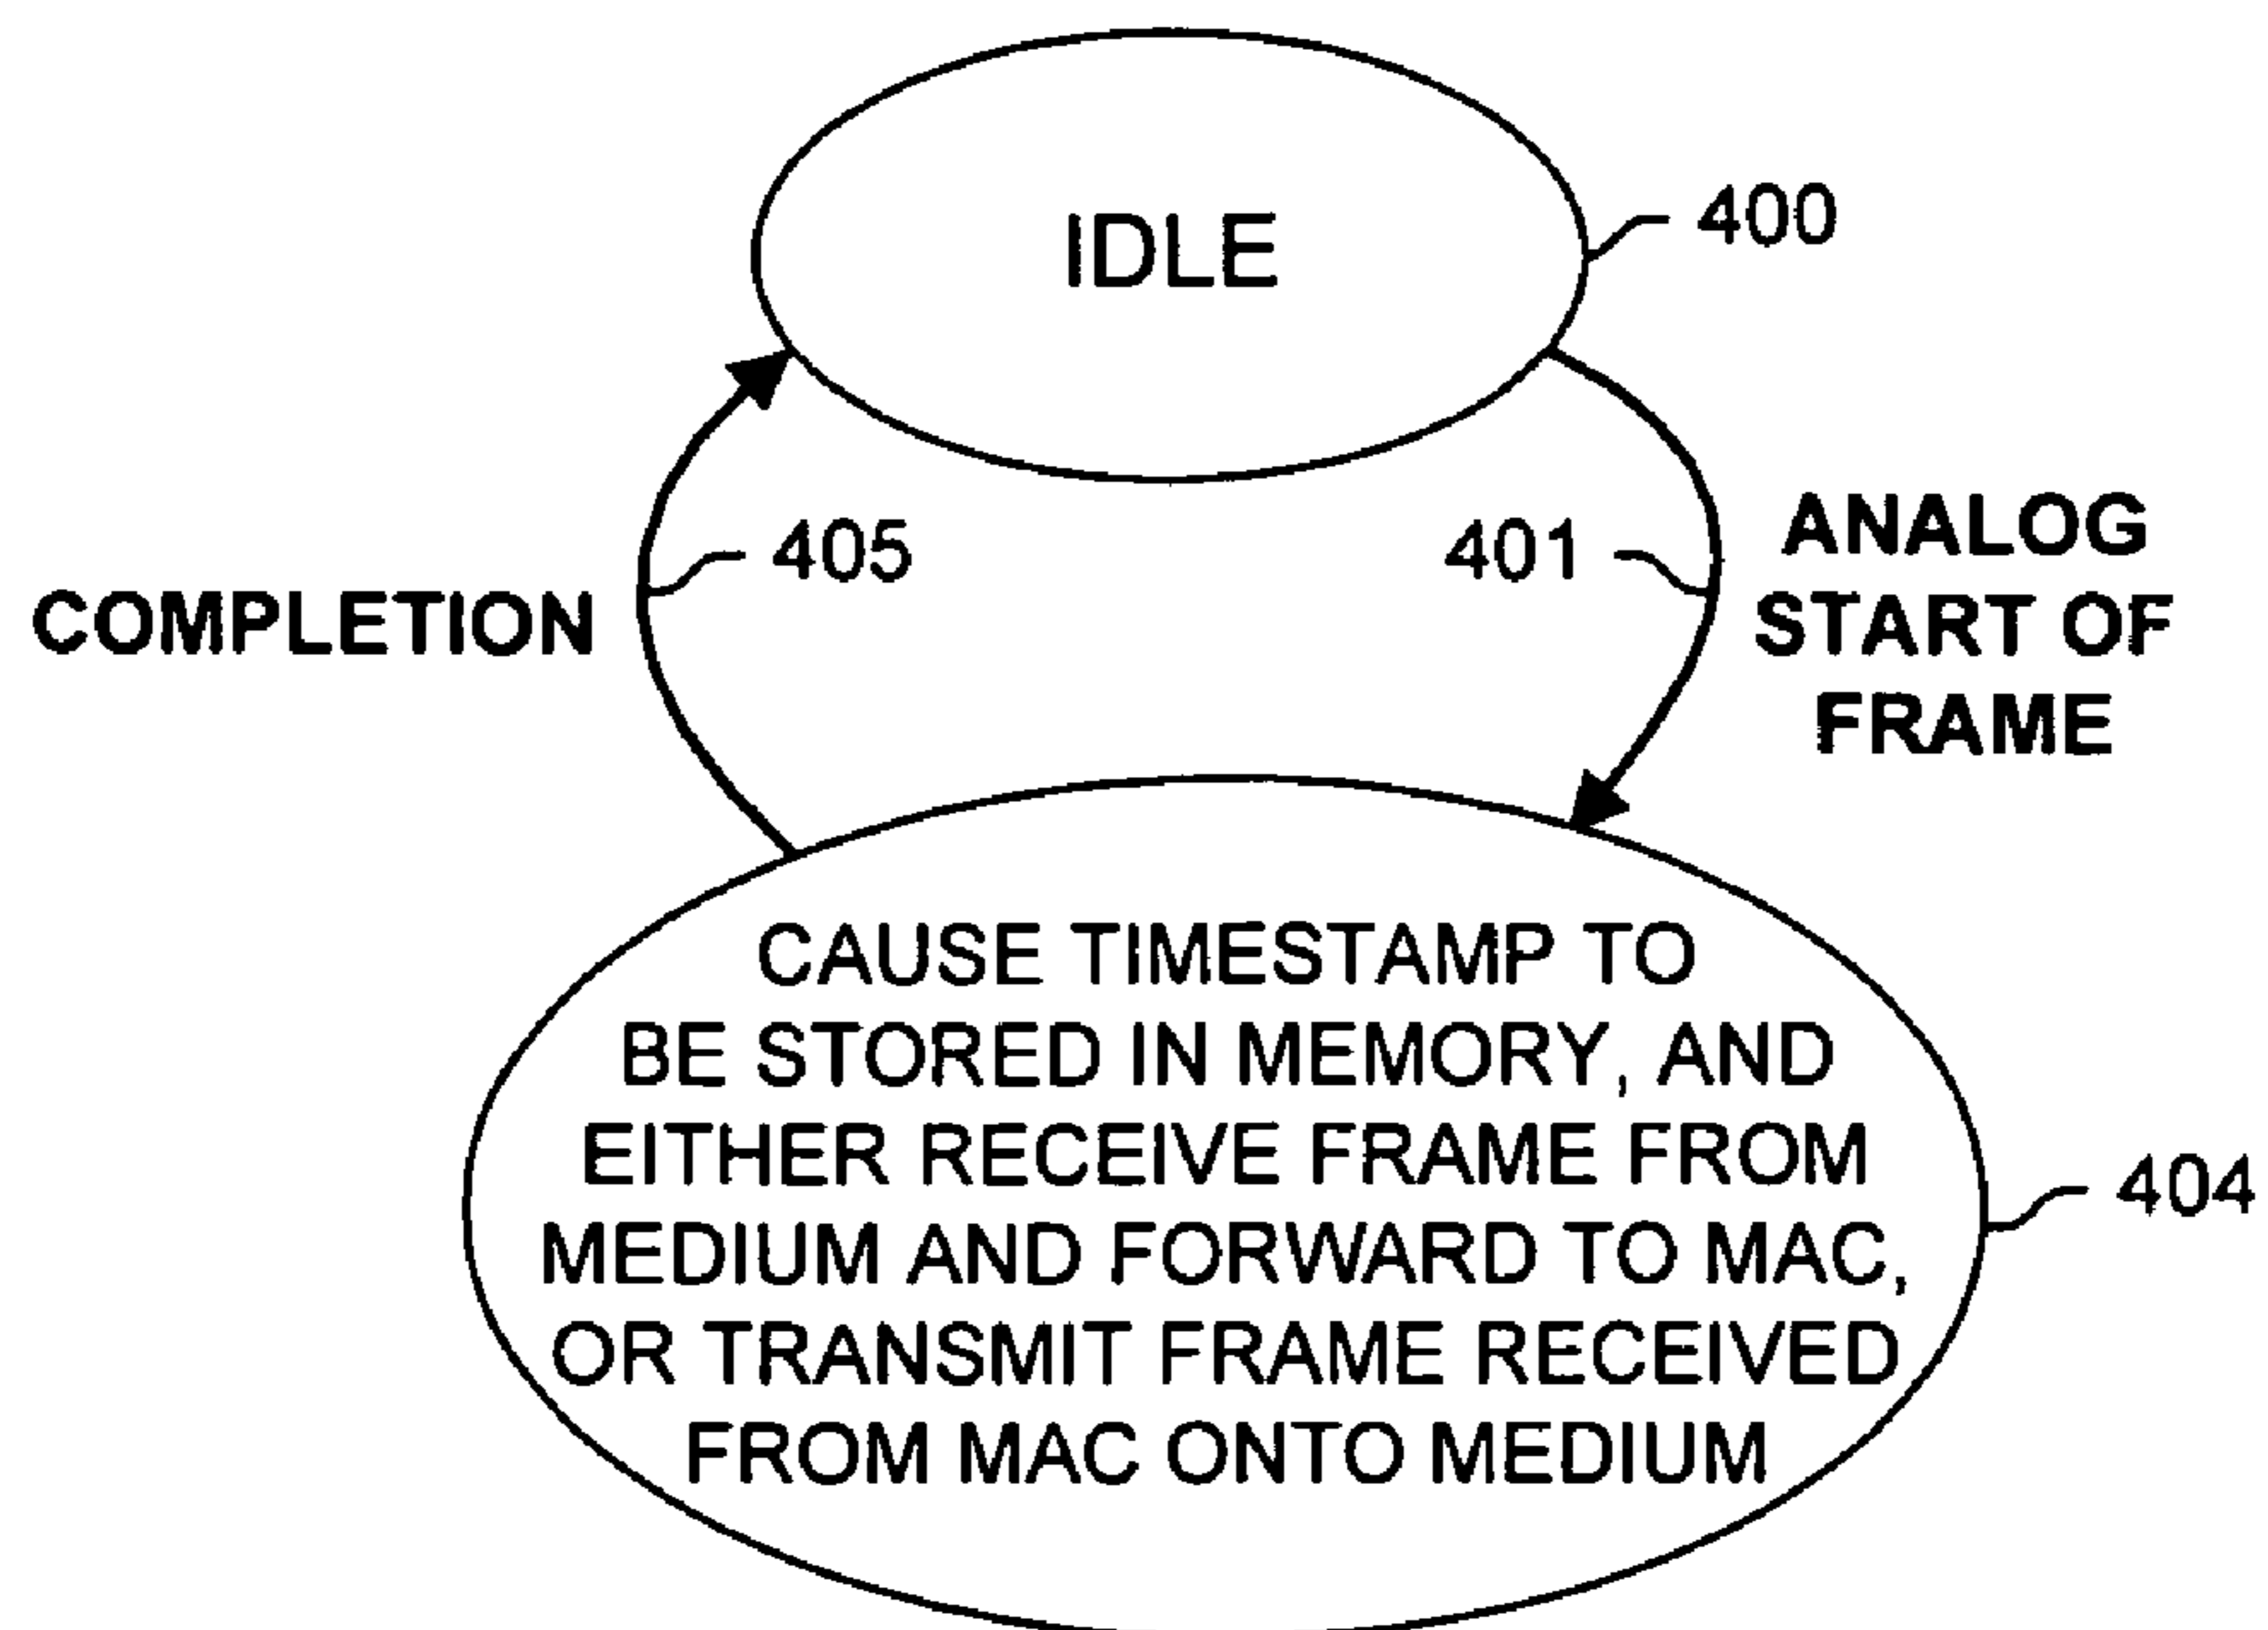 IDLE
400
405
401
ANALOG
START OF
FRAME
COMPLETION
CAUSE TIMESTAMP TO
BE STORED IN MEMORY, AND
EITHER RECEIVE FRAME FROM
MEDIUM AND FORWARD TO MAC,
OR TRANSMIT FRAME RECEIVED
FROM MAC ONTO MEDIUM
404